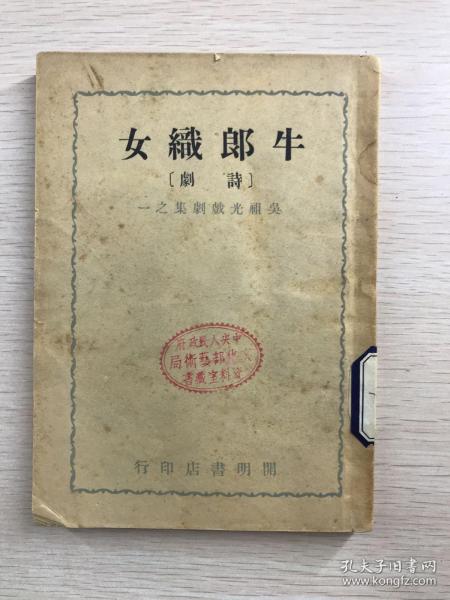 牛郎織女
〔詩劇〕
吳祖光戲劇集之一
中央人民政府
文化部藝術局
資料室藏書
開明書店印行
孔夫子旧书网
www.kongfz.com